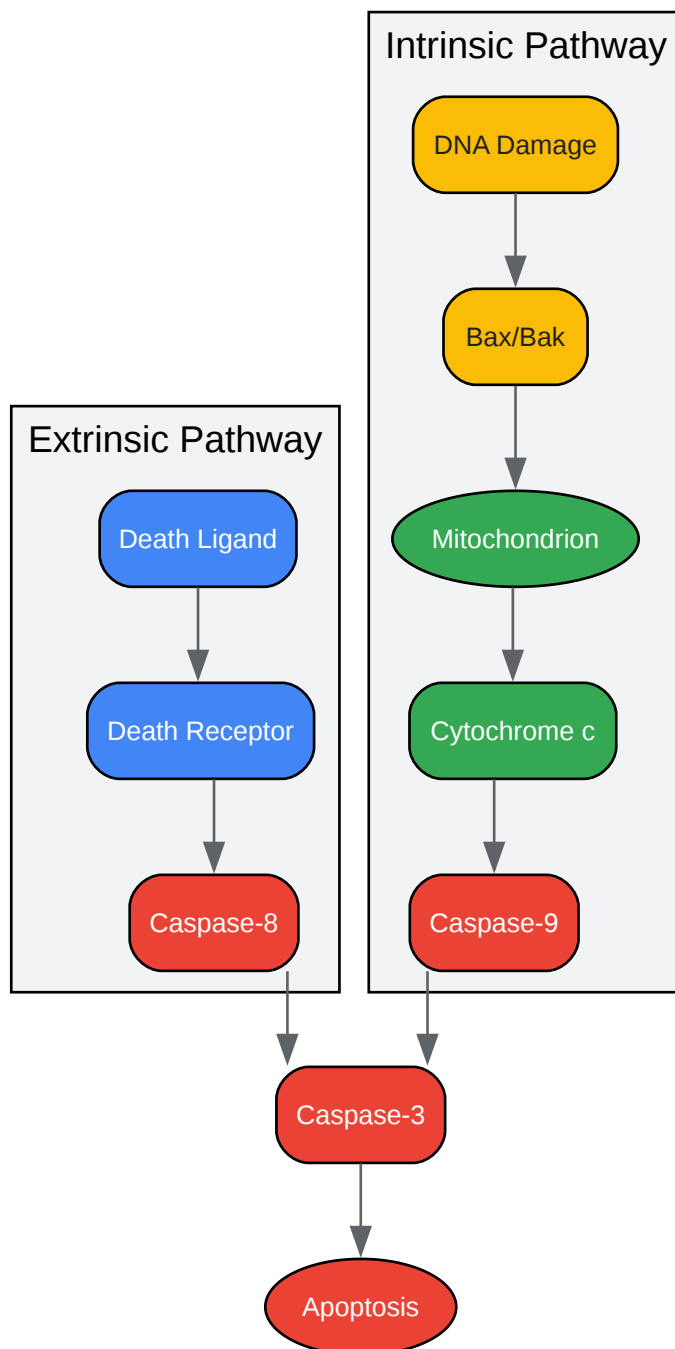 Intrinsic Pathway
DNA Damage
Bax/Bak
Extrinsic Pathway
Death Ligand
Mitochondrion
Death Receptor
Cytochrome c
Caspase-8
Caspase-9
Caspase-3
Apoptosis